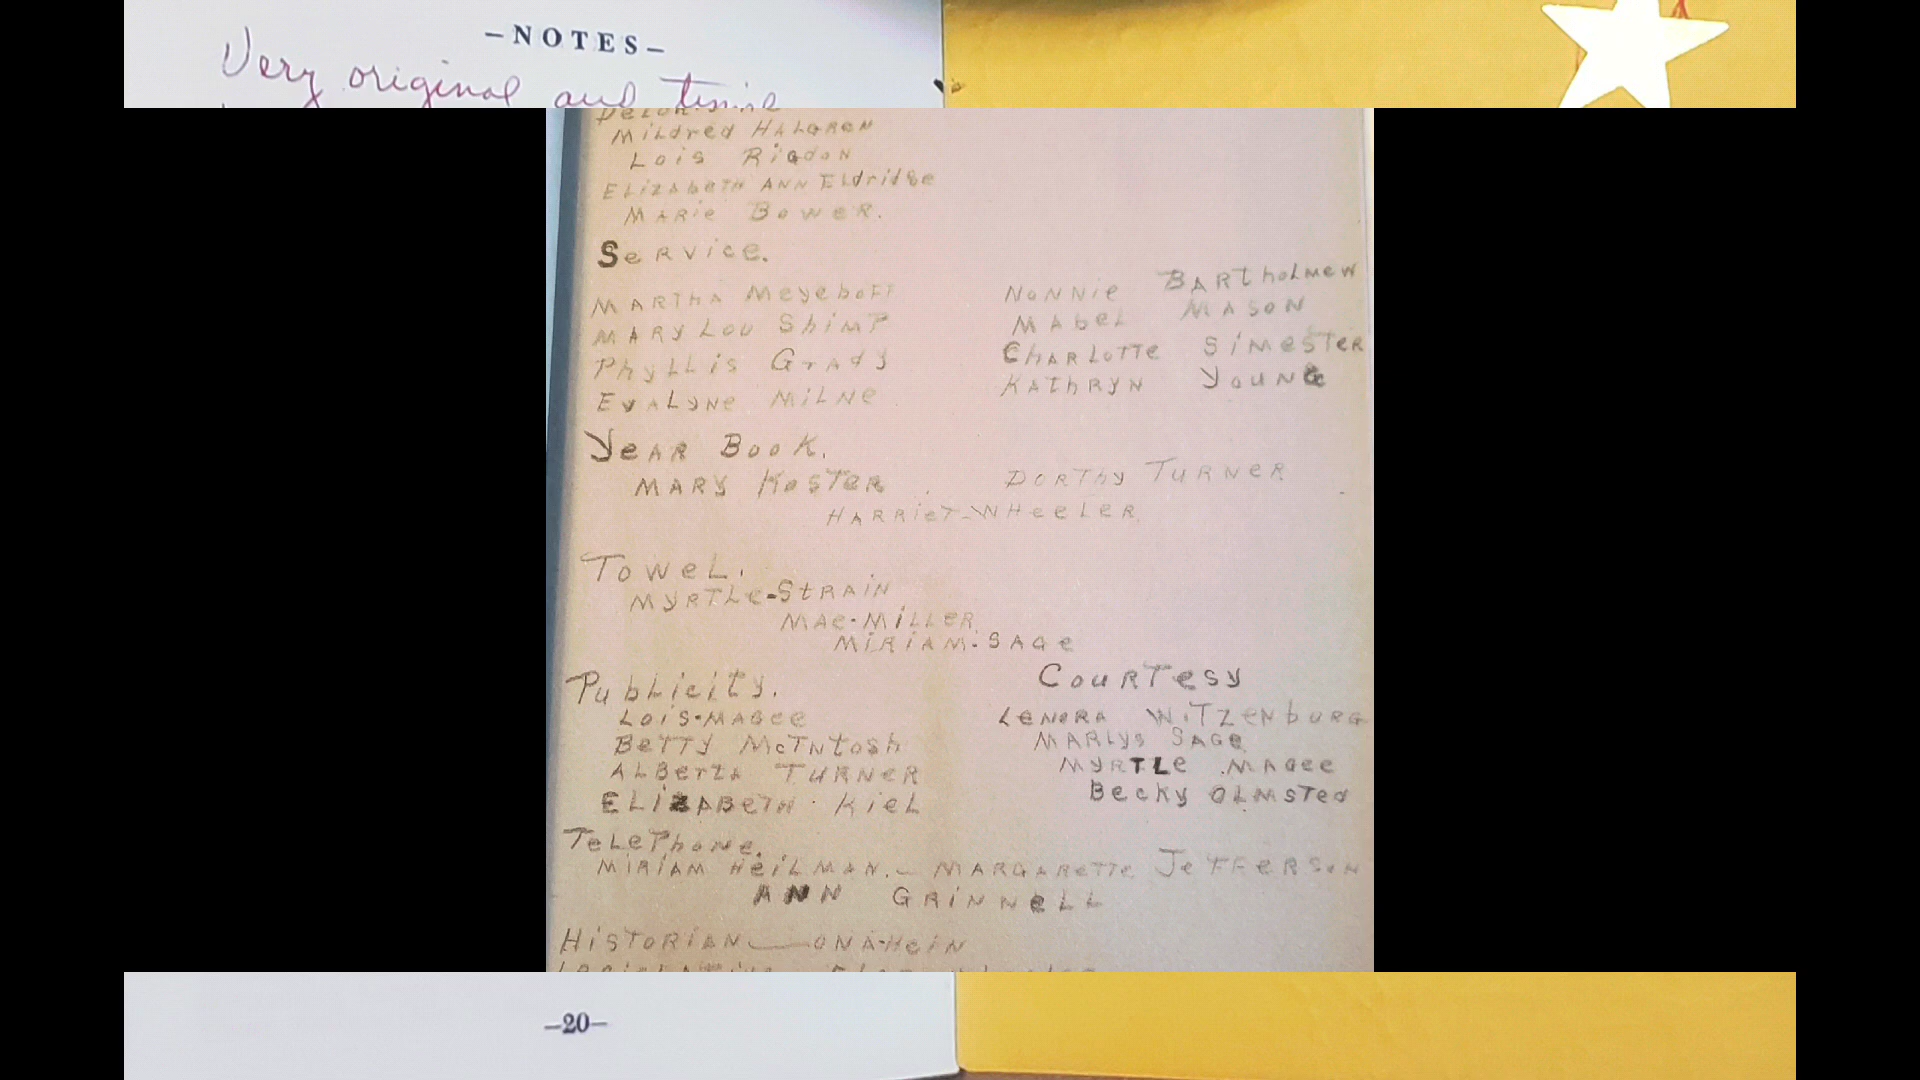 –NOTES–
Very original and
Mildred Halgren
Lois Rigdon
Elizabeth Ann Eldridge
Marie Bower.
Service.
Martha Meyehoff Nonnie Bartholmew
Mary Lou Shimp Mabel Mason
Phyllis Grady Charlotte Simester
Evalyne Milne Kathryn Young
Year Book.
Mary Koster Dorthy Turner
Harriet-Wheeler
Towel.
Myrtle-Strain
Mae-Miller
Miriam-Sage
Publicity. Courtesy
Lois-Magee Lenora Witzenburg
Betty McIntosh Marlys Sage
Alberta Turner Myrtle Magee
Elizabeth Kiel Becky Olmsted
Telephone.
Miriam Heilman. – Margarette Jefferson
Ann Grinnell
Historian — Ona-Hein
–20–